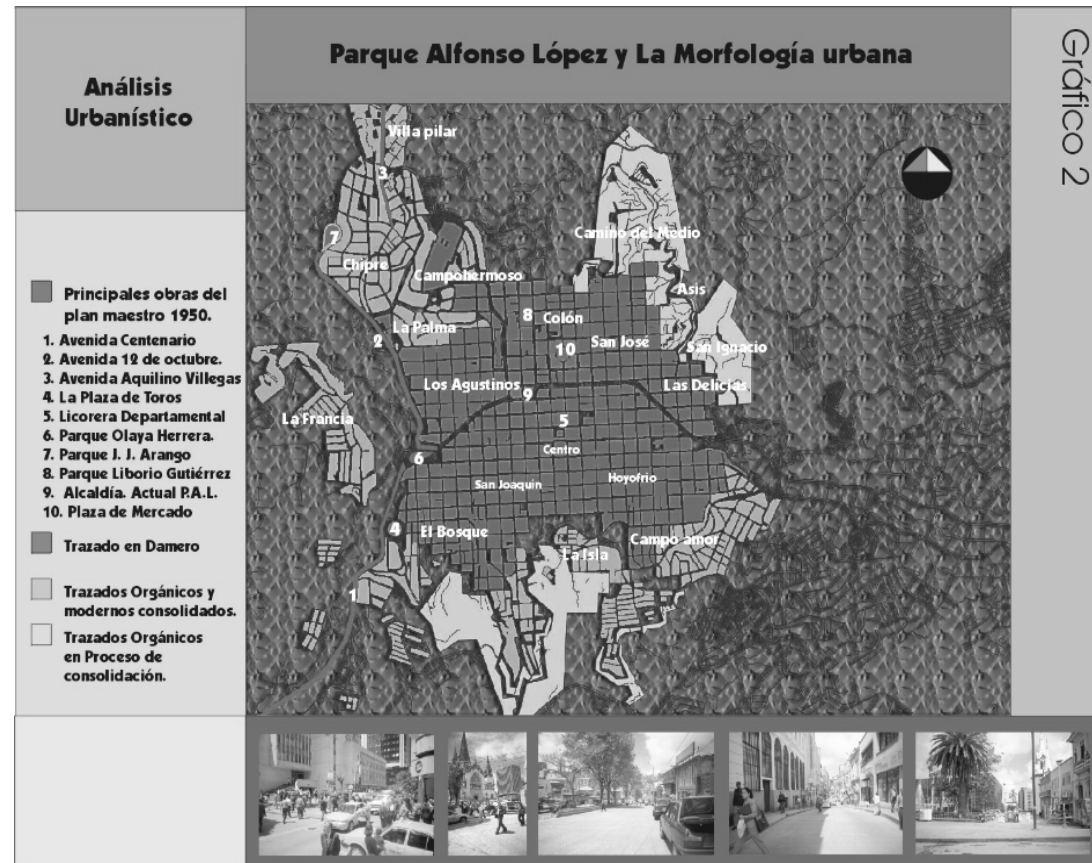 Parque Alfonso López y La Morfología urbana
Gráfico 2
Análisis
Urbanístico
Principales obras del
plan maestro 1950.
1. Avenida Centenario
2. Avenida 12 de octubre.
3. Avenida Aquilino Villegas
4. La Plaza de Toros
5. Licorera Departamental
6. Parque Olaya Herrera.
7. Parque J. J. Arango
8. Parque Liborio Gutiérrez
9. Alcaldía. Actual P.A.L.
10. Plaza de Mercado
Trazado en Damero
Trazados Orgánicos y
modernos consolidados.
Trazados Orgánicos
en Proceso de
consolidación.
Villa pilar
3
7
Chipre
Camino del Medio
Campohermoso
Asis
8
Colón
La Palma
2
10
San José
San Ignacio
Los Agustinos
Las Delicias
9
La Francia
5
Centro
6
San Joaquin
Hoyofrio
4
El Bosque
Campo amor
La Isla
1